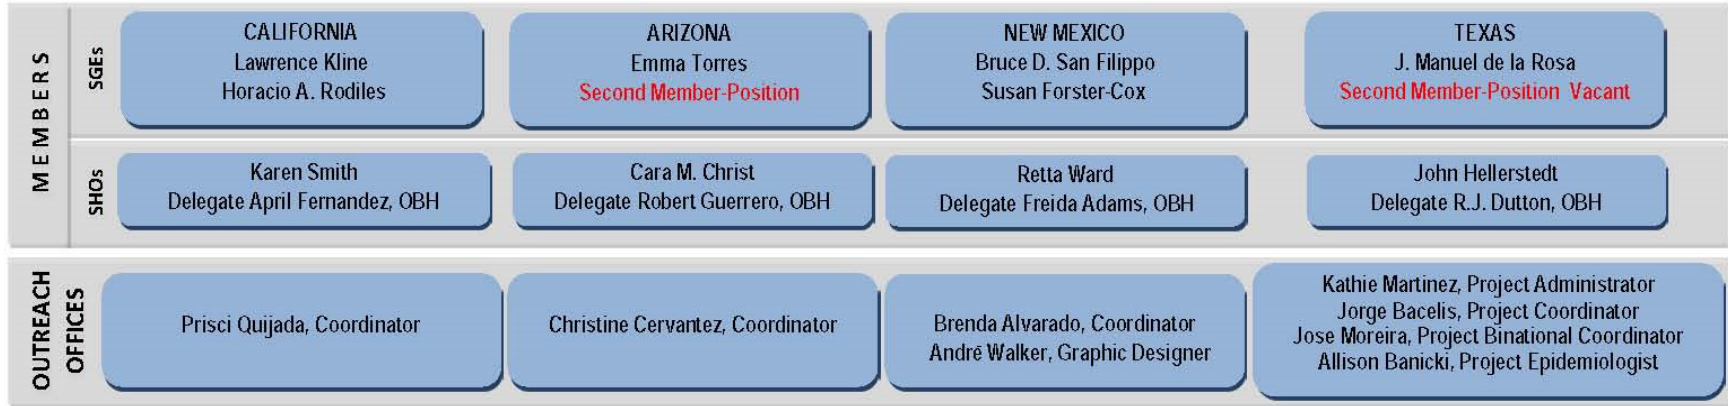 MEMBERS
SGEs
CALIFORNIA
Lawrence Kline
Horacio A. Rodiles
ARIZONA
Emma Torres
Second Member-Position
NEW MEXICO
Bruce D. San Filippo
Susan Forster-Cox
TEXAS
J. Manuel de la Rosa
Second Member-Position Vacant
SHOs
Karen Smith
Delegate April Fernandez, OBH
Cara M. Christ
Delegate Robert Guerrero, OBH
Retta Ward
Delegate Freida Adams, OBH
John Hellerstedt
Delegate R.J. Dutton, OBH
OUTREACH
OFFICES
Prisci Quijada, Coordinator
Christine Cervantez, Coordinator
Brenda Alvarado, Coordinator
André Walker, Graphic Designer
Kathie Martinez, Project Administrator
Jorge Bacelis, Project Coordinator
Jose Moreira, Project Binational Coordinator
Allison Banicki, Project Epidemiologist